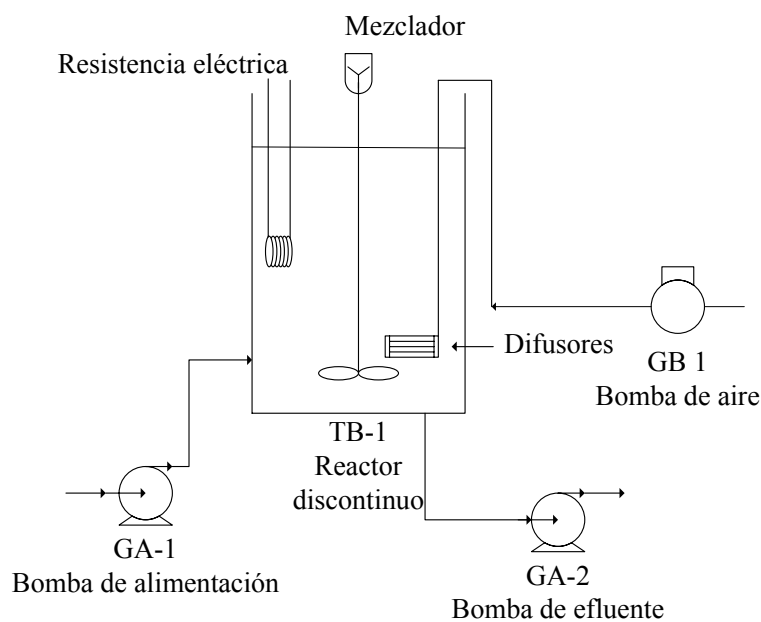 Mezclador
Resistencia eléctrica
Difusores
GB 1
Bomba de aire
TB-1
Reactor
discontinuo
GA-1
Bomba de alimentación
GA-2
Bomba de efluente